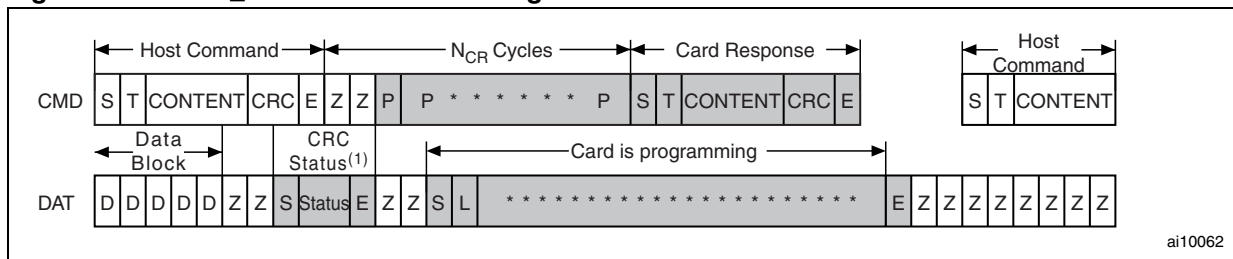 Host Command N_CR Cycles Card Response Host Command
CMD S T CONTENT CRC E Z Z P P * * * * * * P S T CONTENT CRC E S T CONTENT
Data Block CRC Status(1) Card is programming
DAT D D D D D Z Z S Status E Z Z S L * * * * * * * * * * * * * * * * * * * * * * E Z Z Z Z Z Z Z Z
ai10062